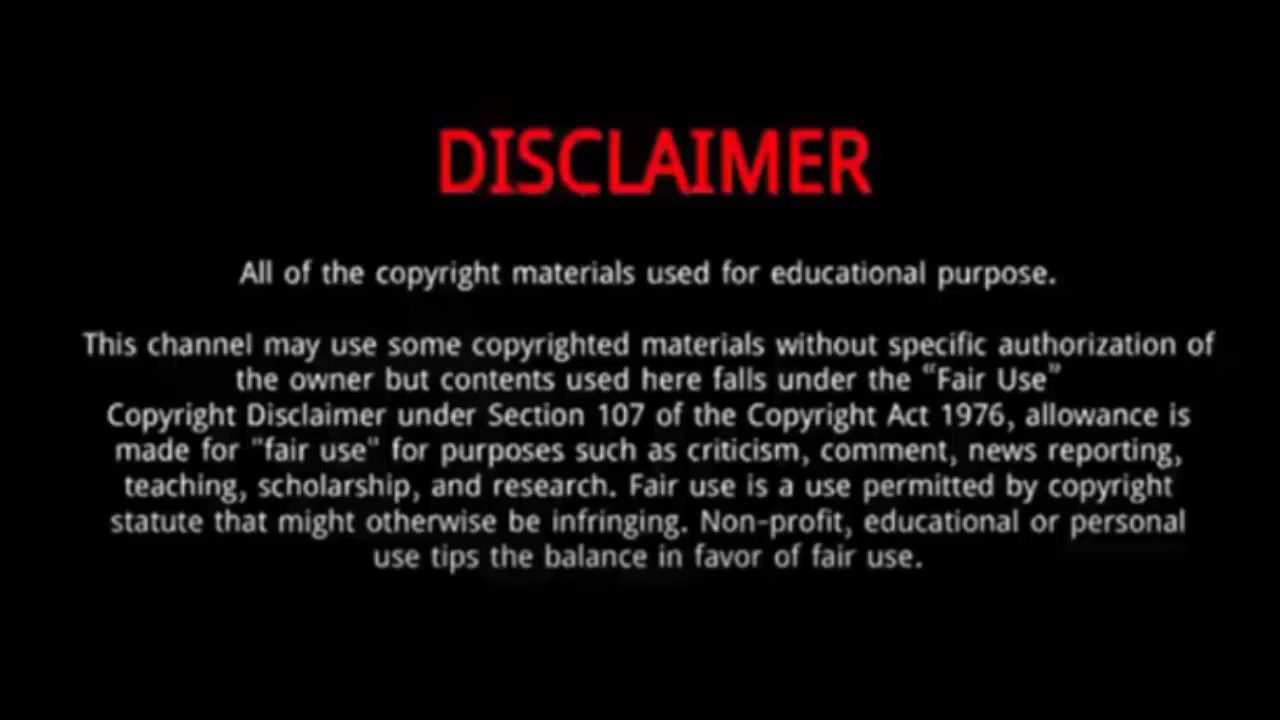 DISCLAIMER
All of the copyright materials used for educational purpose.
This channel may use some copyrighted materials without specific authorization of
the owner but contents used here falls under the “Fair Use”
Copyright Disclaimer under Section 107 of the Copyright Act 1976, allowance is
made for "fair use" for purposes such as criticism, comment, news reporting,
teaching, scholarship, and research. Fair use is a use permitted by copyright
statute that might otherwise be infringing. Non-profit, educational or personal
use tips the balance in favor of fair use.